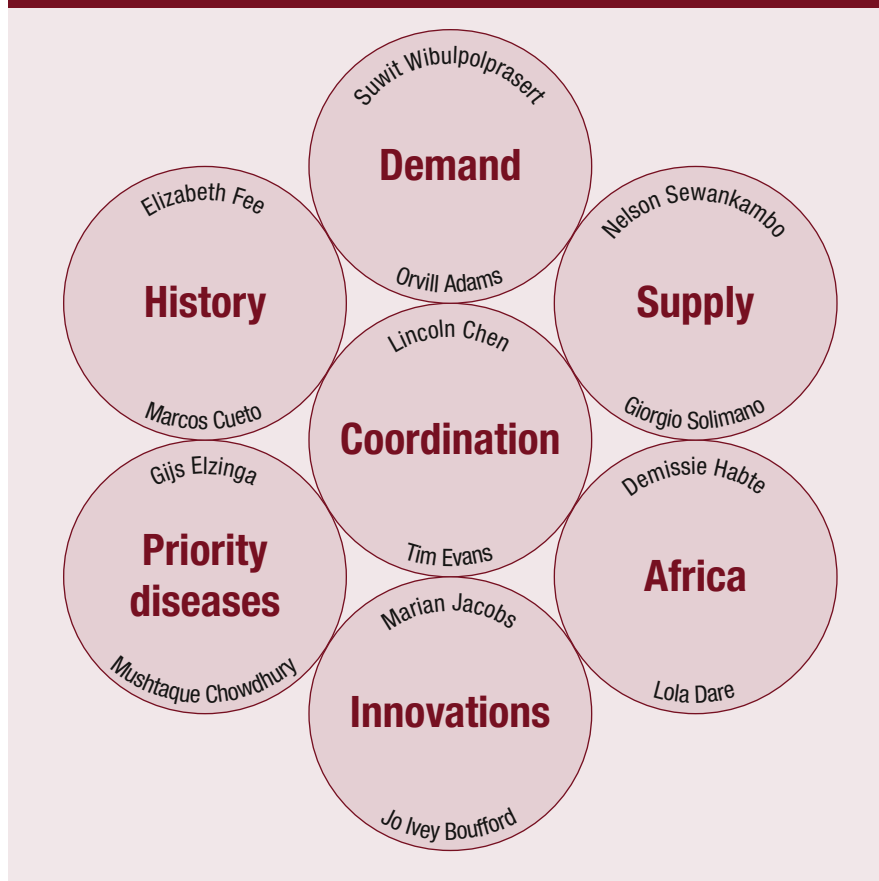 Suwit Wibulpolprasert
Demand
Orvill Adams
Elizabeth Fee
History
Marcos Cueto
Nelson Sewankambo
Supply
Giorgio Solimano
Lincoln Chen
Coordination
Tim Evans
Gijs Elzinga
Priority
diseases
Mushtaque Chowdhury
Demissie Habte
Africa
Lola Dare
Marian Jacobs
Innovations
Jo Ivey Boufford